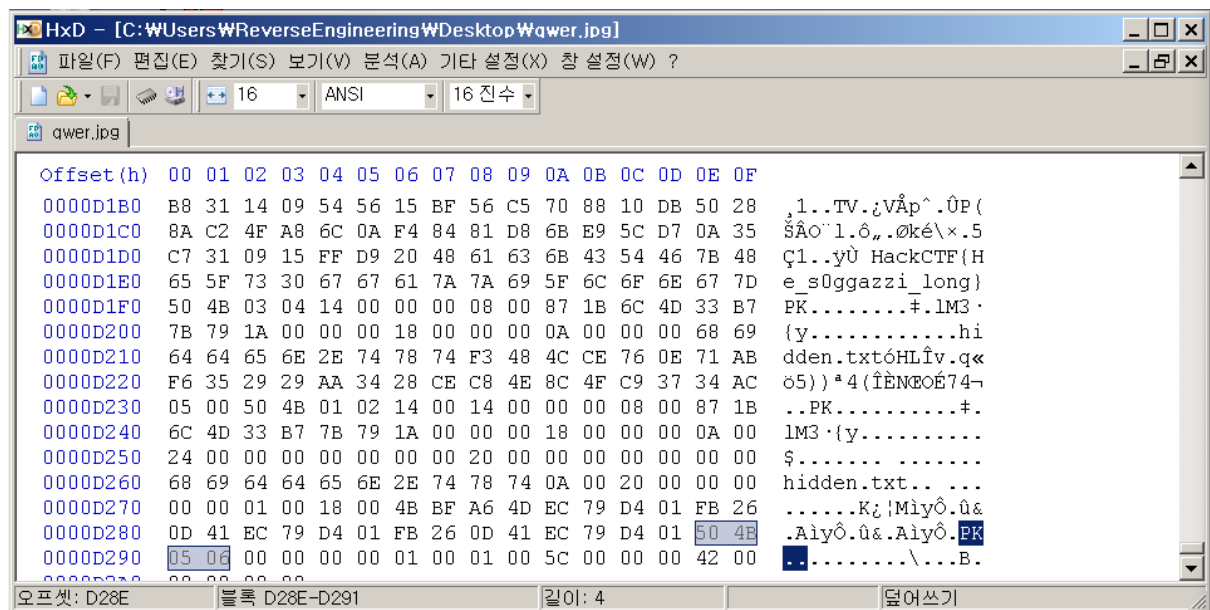 HxD - [C:₩Users₩ReverseEngineering₩Desktop₩qwer.jpg]
파일(F) 편집(E) 찾기(S) 보기(V) 분석(A) 기타 설정(X) 창 설정(W) ?
16 ANSI 16 진수
qwer.jpg
Offset(h) 00 01 02 03 04 05 06 07 08 09 0A 0B 0C 0D 0E 0F
0000D1B0 B8 31 14 09 54 56 15 BF 56 C5 70 88 10 DB 50 28 ¸1..TV.¿VÅpˆ.ÛP(
0000D1C0 8A C2 4F A8 6C 0A F4 84 81 D8 6B E9 5C D7 0A 35 ŠÂO¨l.ô„.Øké\×.5
0000D1D0 C7 31 09 15 FF D9 20 48 61 63 6B 43 54 46 7B 48 Ç1..ÿÙ HackCTF{H
0000D1E0 65 5F 73 30 67 67 61 7A 7A 69 5F 6C 6F 6E 67 7D e_s0ggazzi_long}
0000D1F0 50 4B 03 04 14 00 00 00 08 00 87 1B 6C 4D 33 B7 PK........‡.lM3·
0000D200 7B 79 1A 00 00 00 18 00 00 00 0A 00 00 00 68 69 {y............hi
0000D210 64 64 65 6E 2E 74 78 74 F3 48 4C CE 76 0E 71 AB dden.txtóHLÎv.q«
0000D220 F6 35 29 29 AA 34 28 CE C8 4E 8C 4F C9 37 34 AC ö5))ª4(ÎÈNŒOÉ74¬
0000D230 05 00 50 4B 01 02 14 00 14 00 00 00 08 00 87 1B ..PK..........‡.
0000D240 6C 4D 33 B7 7B 79 1A 00 00 00 18 00 00 00 0A 00 lM3·{y..........
0000D250 24 00 00 00 00 00 00 00 20 00 00 00 00 00 00 00 $....... .......
0000D260 68 69 64 64 65 6E 2E 74 78 74 0A 00 20 00 00 00 hidden.txt.. ...
0000D270 00 00 01 00 18 00 4B BF A6 4D EC 79 D4 01 FB 26 ......K¿¦MìyÔ.û&
0000D280 0D 41 EC 79 D4 01 FB 26 0D 41 EC 79 D4 01 50 4B .AìyÔ.û&.AìyÔ.PK
0000D290 05 06 00 00 00 00 01 00 01 00 5C 00 00 00 42 00 ..........\...B.
오프셋: D28E 블록 D28E-D291 길이: 4 덮어쓰기